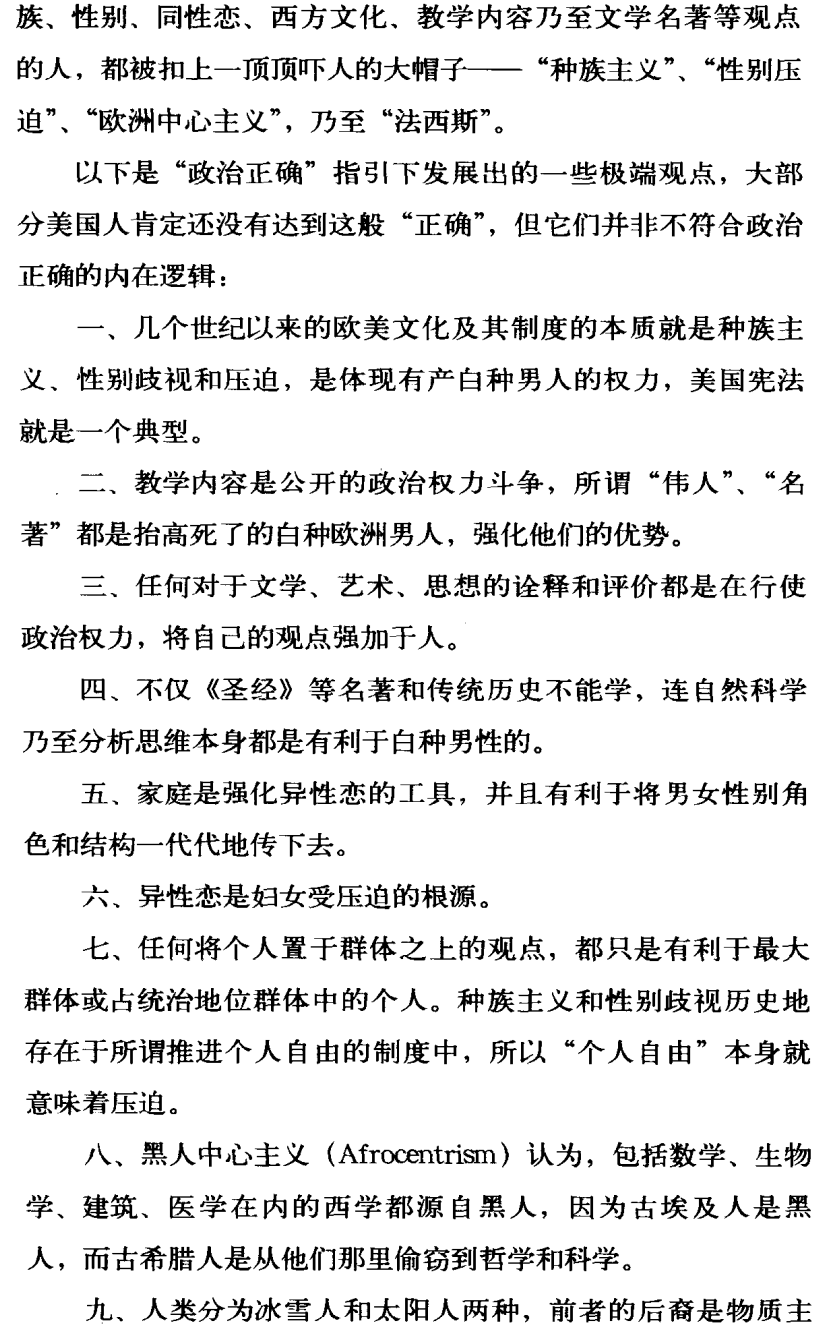 族、性别、同性恋、西方文化、教学内容乃至文学名著等观点
的人，都被扣上一顶顶吓人的大帽子——“种族主义”、“性别压
迫”、“欧洲中心主义”，乃至“法西斯”。
以下是“政治正确”指引下发展出的一些极端观点，大部
分美国人肯定还没有达到这般“正确”，但它们并非不符合政治
正确的内在逻辑：
一、几个世纪以来的欧美文化及其制度的本质就是种族主
义、性别歧视和压迫，是体现有产白种男人的权力，美国宪法
就是一个典型。
二、教学内容是公开的政治权力斗争，所谓“伟人”、“名
著”都是抬高死了的白种欧洲男人，强化他们的优势。
三、任何对于文学、艺术、思想的诠释和评价都是在行使
政治权力，将自己的观点强加于人。
四、不仅《圣经》等名著和传统历史不能学，连自然科学
乃至分析思维本身都是有利于白种男性的。
五、家庭是强化异性恋的工具，并且有利于将男女性别角
色和结构一代代地传下去。
六、异性恋是妇女受压迫的根源。
七、任何将个人置于群体之上的观点，都只是有利于最大
群体或占统治地位群体中的个人。种族主义和性别歧视历史地
存在于所谓推进个人自由的制度中，所以“个人自由”本身就
意味着压迫。
八、黑人中心主义（Afrocentrism）认为，包括数学、生物
学、建筑、医学在内的西学都源自黑人，因为古埃及人是黑
人，而古希腊人是从他们那里偷窃到哲学和科学。
九、人类分为冰雪人和太阳人两种，前者的后裔是物质主